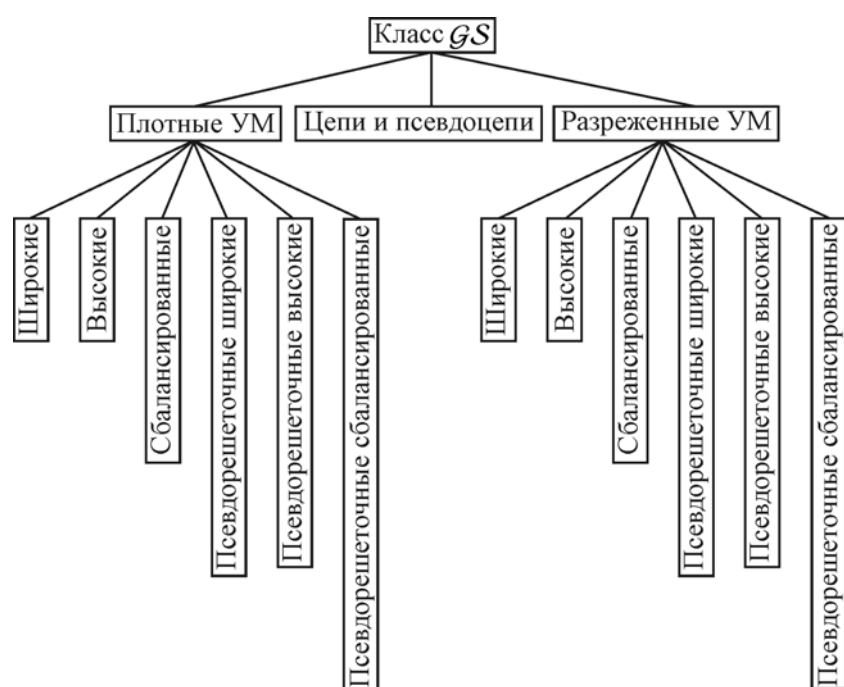 Класс GS
Плотные УМ
Цепи и псевдоцепи
Разреженные УМ
Широкие
Высокие
Сбалансированные
Псевдорешеточные широкие
Псевдорешеточные высокие
Псевдорешеточные сбалансированные
Широкие
Высокие
Сбалансированные
Псевдорешеточные широкие
Псевдорешеточные высокие
Псевдорешеточные сбалансированные